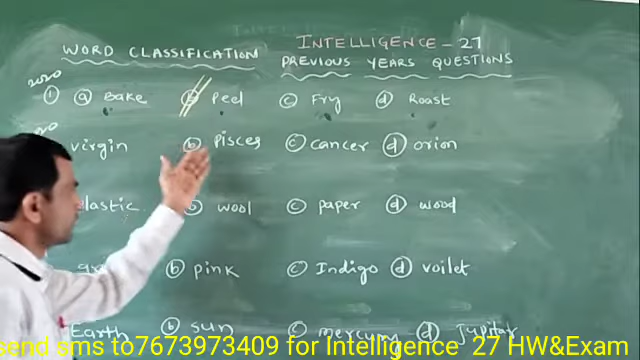 WORD CLASSIFICATION INTELLIGENCE - 27
PREVIOUS YEARS QUESTIONS
2020
① ⓐ Bake ⓑ Peel ⓒ Fry ⓓ Roast
virgin ⓑ Pisces ⓒ cancer ⓓ orion
elastic ⓑ wool ⓒ paper ⓓ wood
ⓑ pink ⓒ Indigo ⓓ voilet
Earth ⓑ sun ⓒ mercury ⓓ Jupitar
send sms to7673973409 for Intelligence 27 HW&Exam